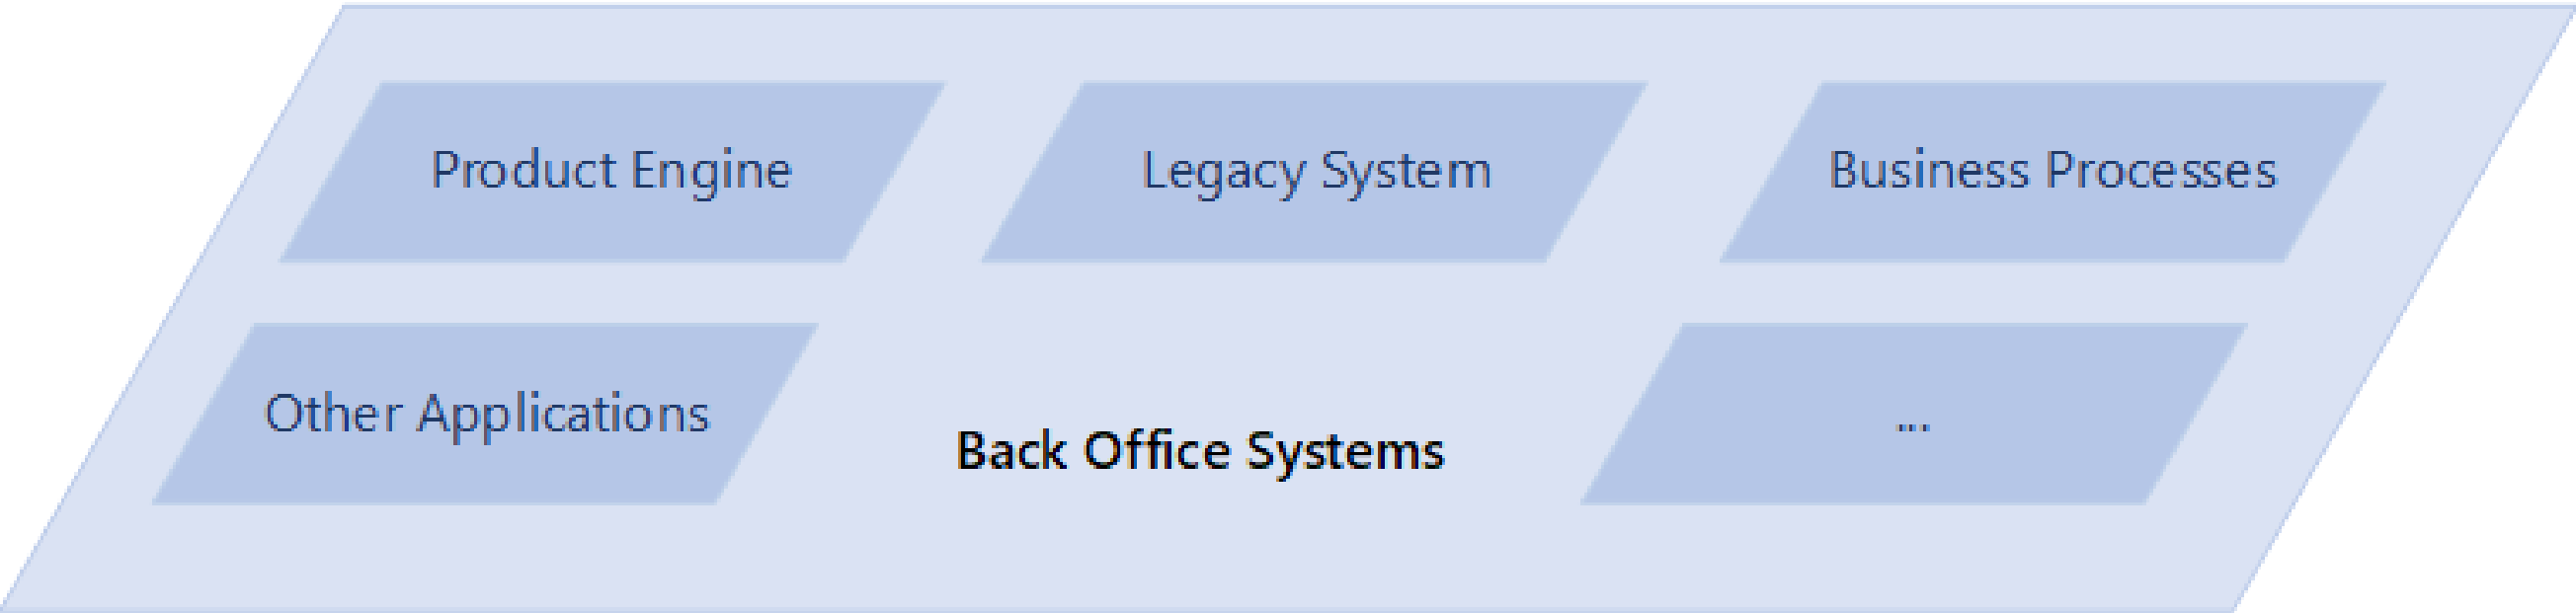 Product Engine
Legacy System
Business Processes
Other Applications
Back Office Systems
...